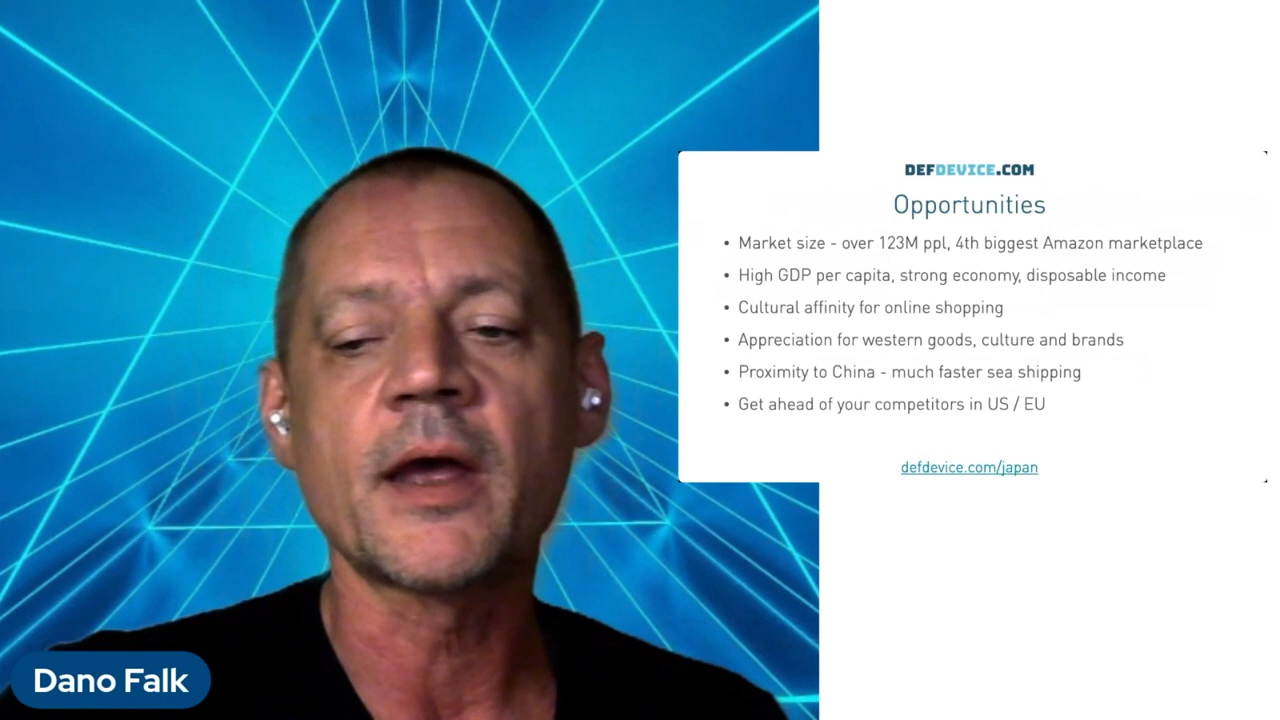 DEFDEVICE.COM
Opportunities
• Market size - over 123M ppl, 4th biggest Amazon marketplace
• High GDP per capita, strong economy, disposable income
• Cultural affinity for online shopping
• Appreciation for western goods, culture and brands
• Proximity to China - much faster sea shipping
• Get ahead of your competitors in US / EU
defdevice.com/japan
Dano Falk